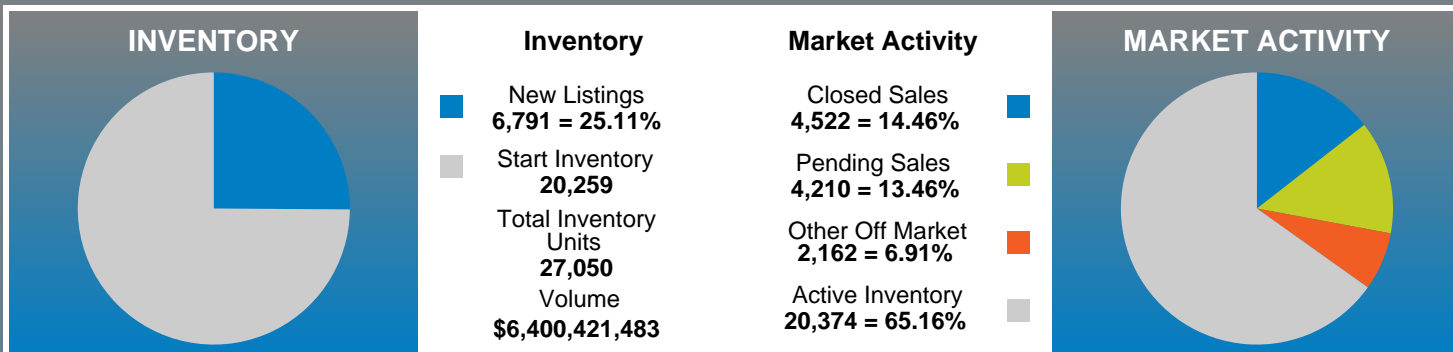 INVENTORY
Inventory
New Listings
6,791 = 25.11%
Start Inventory
20,259
Total Inventory
Units
27,050
Volume
$6,400,421,483
Market Activity
Closed Sales
4,522 = 14.46%
Pending Sales
4,210 = 13.46%
Other Off Market
2,162 = 6.91%
Active Inventory
20,374 = 65.16%
MARKET ACTIVITY